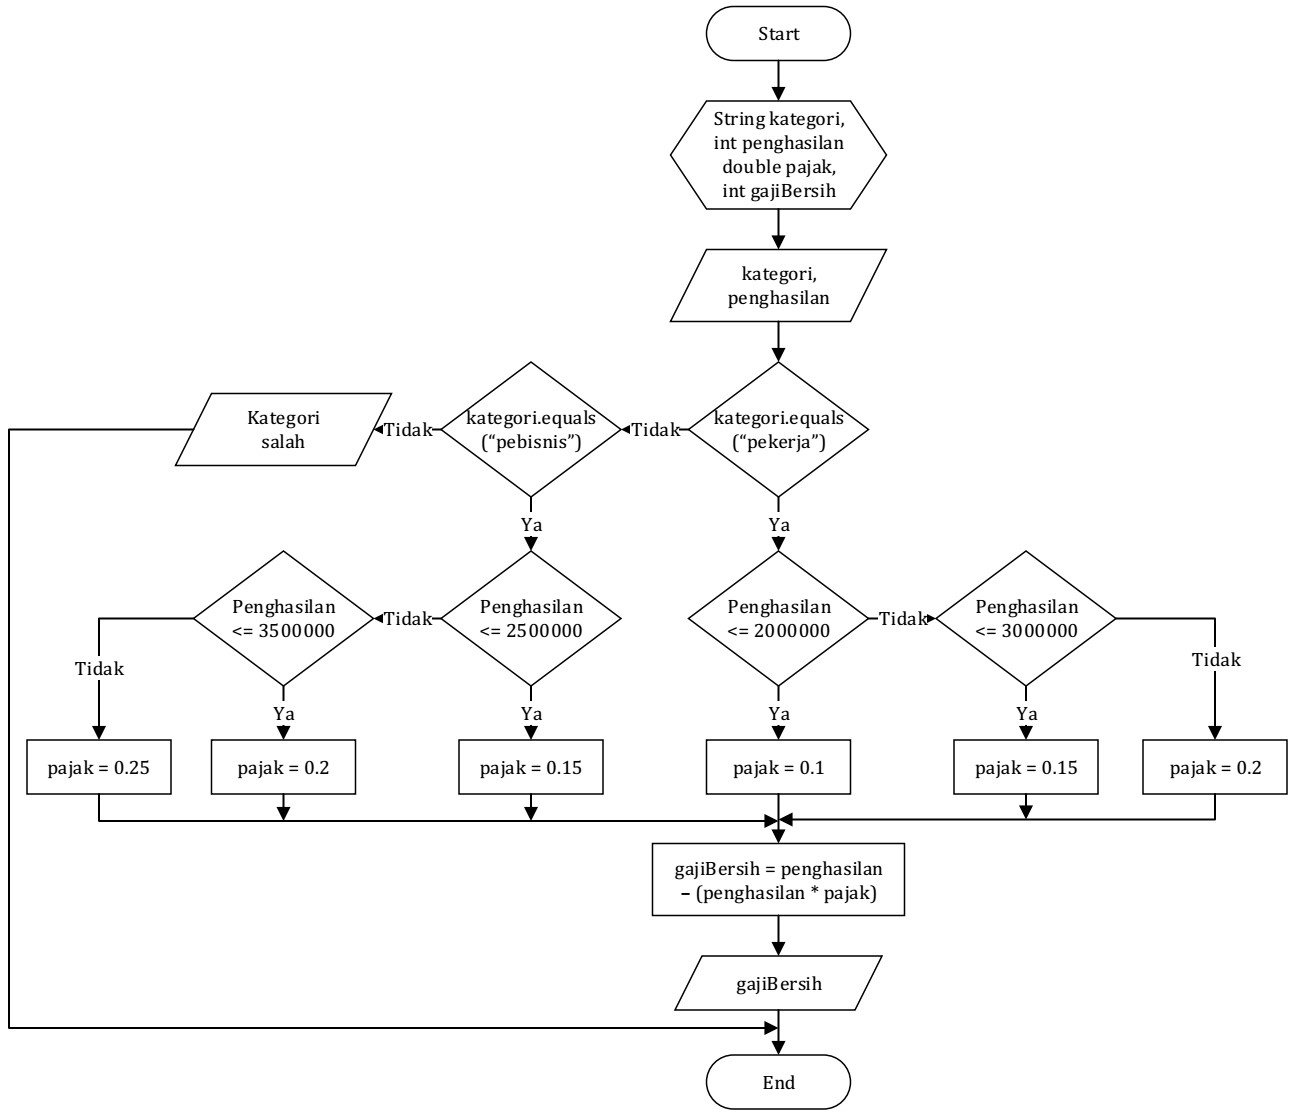 Start
String kategori,
int penghasilan
double pajak,
int gajiBersih
kategori,
penghasilan
Kategori
salah
Tidak
kategori.equals
(“pebisnis”)
Tidak
kategori.equals
(“pekerja”)
Ya
Ya
Penghasilan
<= 3500000
Tidak
Penghasilan
<= 2500000
Penghasilan
<= 2000000
Tidak
Penghasilan
<= 3000000
Tidak
Tidak
Ya
Ya
Ya
Ya
pajak = 0.25
pajak = 0.2
pajak = 0.15
pajak = 0.1
pajak = 0.15
pajak = 0.2
gajiBersih = penghasilan
– (penghasilan * pajak)
gajiBersih
End